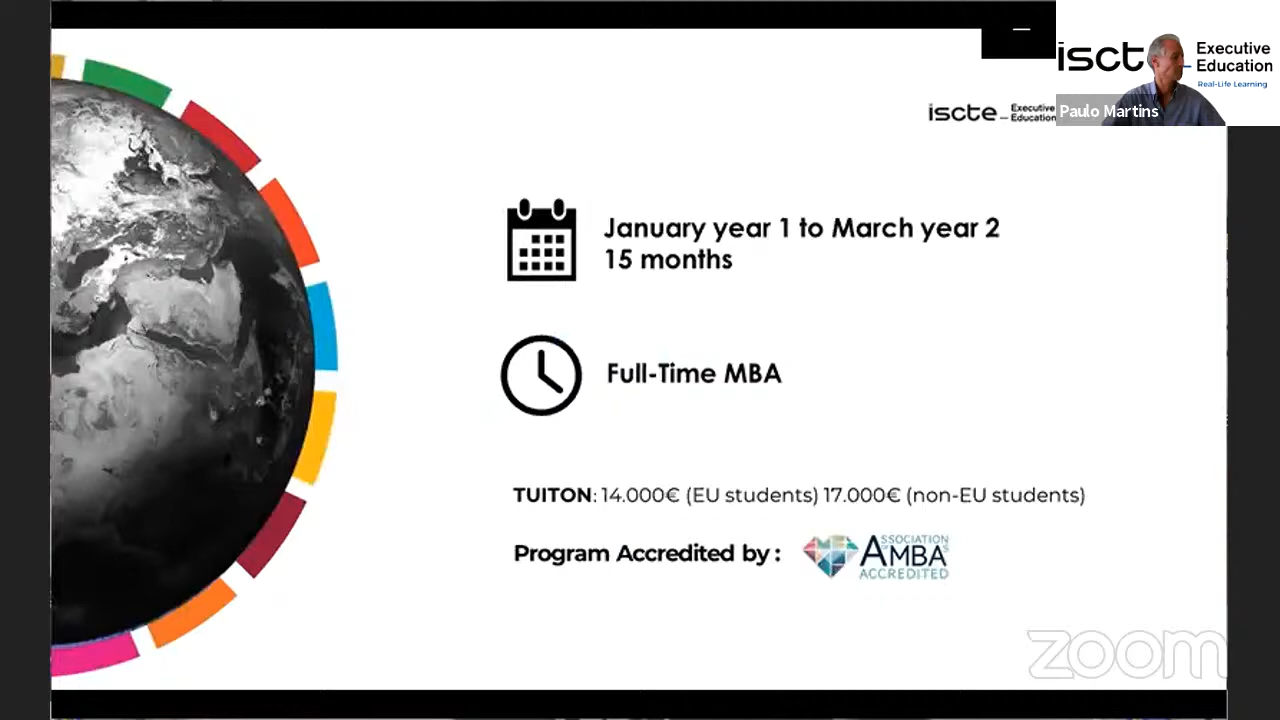 iscte Executive
Education
Real-Life Learning
Paulo Martins
iscte Executive
Education
January year 1 to March year 2
15 months
Full-Time MBA
TUITON: 14.000€ (EU students) 17.000€ (non-EU students)
Program Accredited by :
ASSOCIATION
AMBA
ACCREDITED
zoom